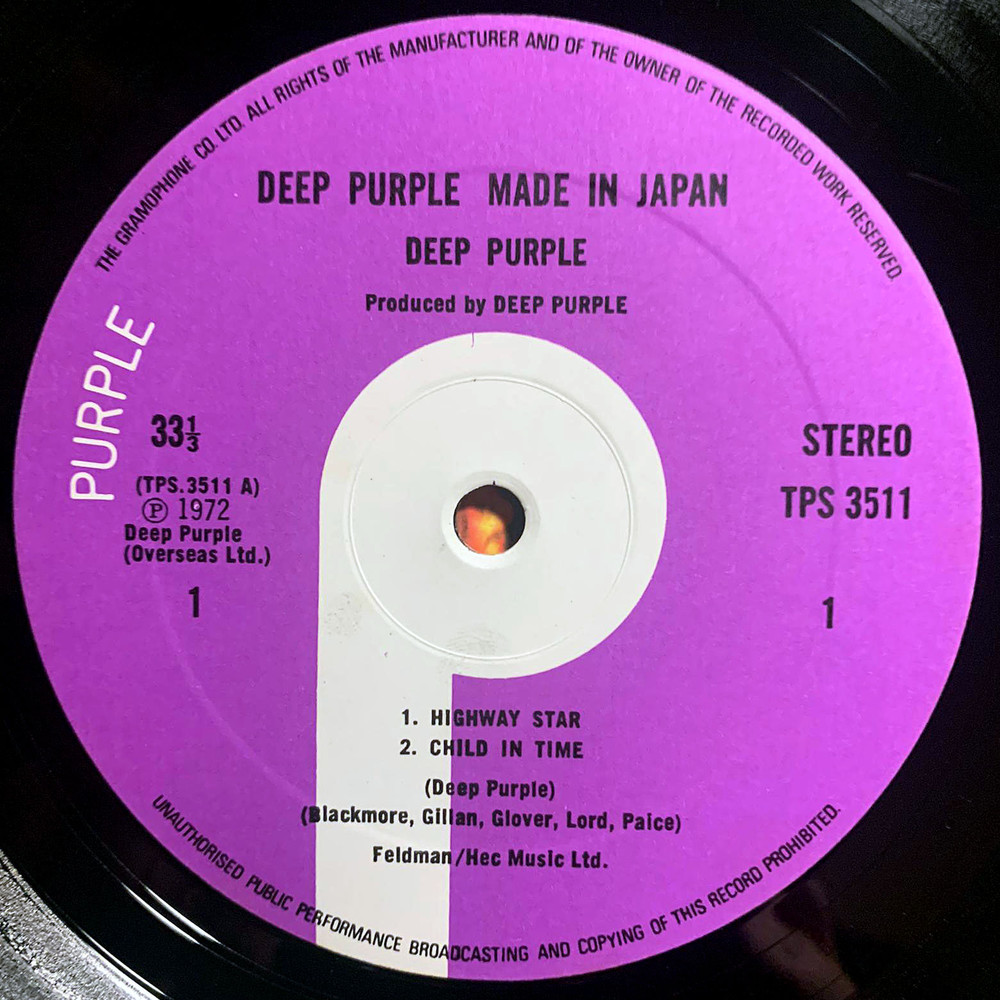 THE GRAMOPHONE CO. LTD. ALL RIGHTS OF THE MANUFACTURER AND OF THE OWNER OF THE RECORDED WORK RESERVED.
DEEP PURPLE MADE IN JAPAN
DEEP PURPLE
Produced by DEEP PURPLE
PURPLE
33⅓
(TPS.3511 A)
Ⓟ 1972
Deep Purple
(Overseas Ltd.)
1
STEREO
TPS 3511
1
1. HIGHWAY STAR
2. CHILD IN TIME
(Deep Purple)
(Blackmore, Gillan, Glover, Lord, Paice)
Feldman/Hec Music Ltd.
UNAUTHORISED PUBLIC PERFORMANCE BROADCASTING AND COPYING OF THIS RECORD PROHIBITED.